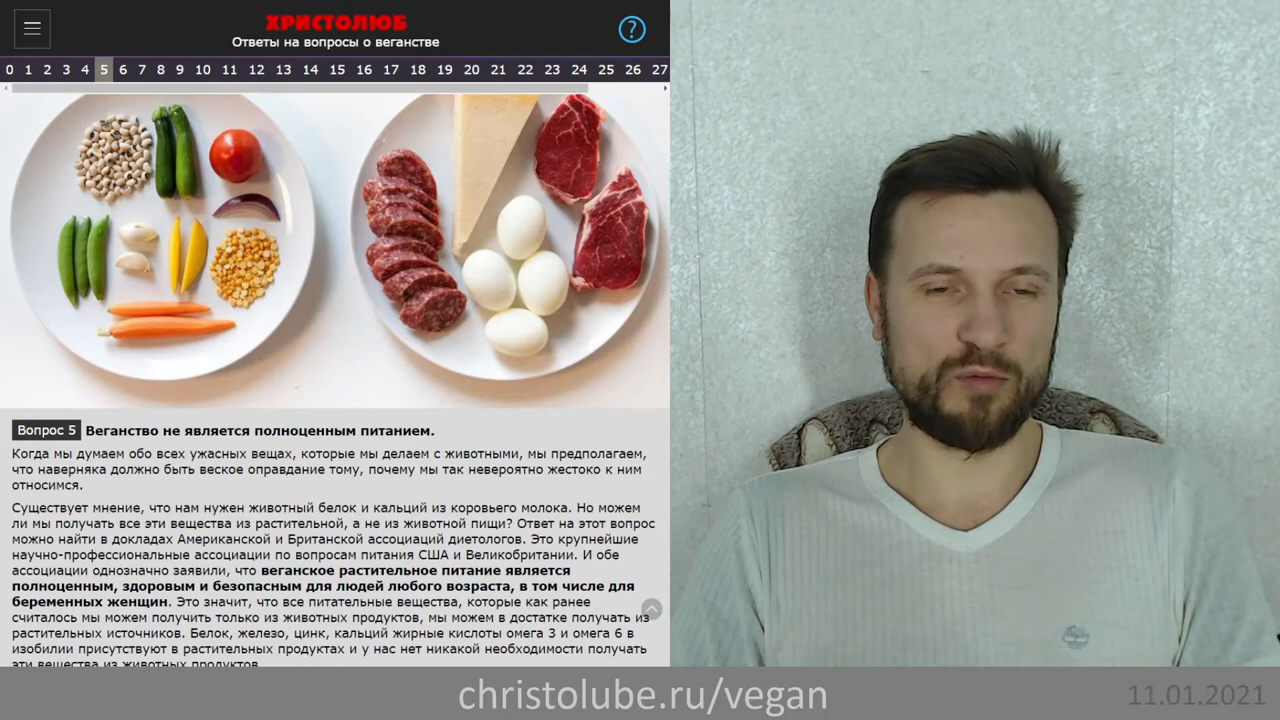 ХРИСТОЛЮБ
Ответы на вопросы о веганстве
?
0 1 2 3 4 5 6 7 8 9 10 11 12 13 14 15 16 17 18 19 20 21 22 23 24 25 26 27
Вопрос 5 Веганство не является полноценным питанием.
Когда мы думаем обо всех ужасных вещах, которые мы делаем с животными, мы предполагаем,
что наверняка должно быть веское оправдание тому, почему мы так невероятно жестоко к ним
относимся.
Существует мнение, что нам нужен животный белок и кальций из коровьего молока. Но можем
ли мы получать все эти вещества из растительной, а не из животной пищи? Ответ на этот вопрос
можно найти в докладах Американской и Британской ассоциаций диетологов. Это крупнейшие
научно-профессиональные ассоциации по вопросам питания США и Великобритании. И обе
ассоциации однозначно заявили, что веганское растительное питание является
полноценным, здоровым и безопасным для людей любого возраста, в том числе для
беременных женщин. Это значит, что все питательные вещества, которые как ранее
считалось мы можем получить только из животных продуктов, мы можем в достатке получать из
растительных источников. Белок, железо, цинк, кальций жирные кислоты омега 3 и омега 6 в
изобилии присутствуют в растительных продуктах и у нас нет никакой необходимости получать
эти вещества из животных продуктов.
christolube.ru/vegan
11.01.2021